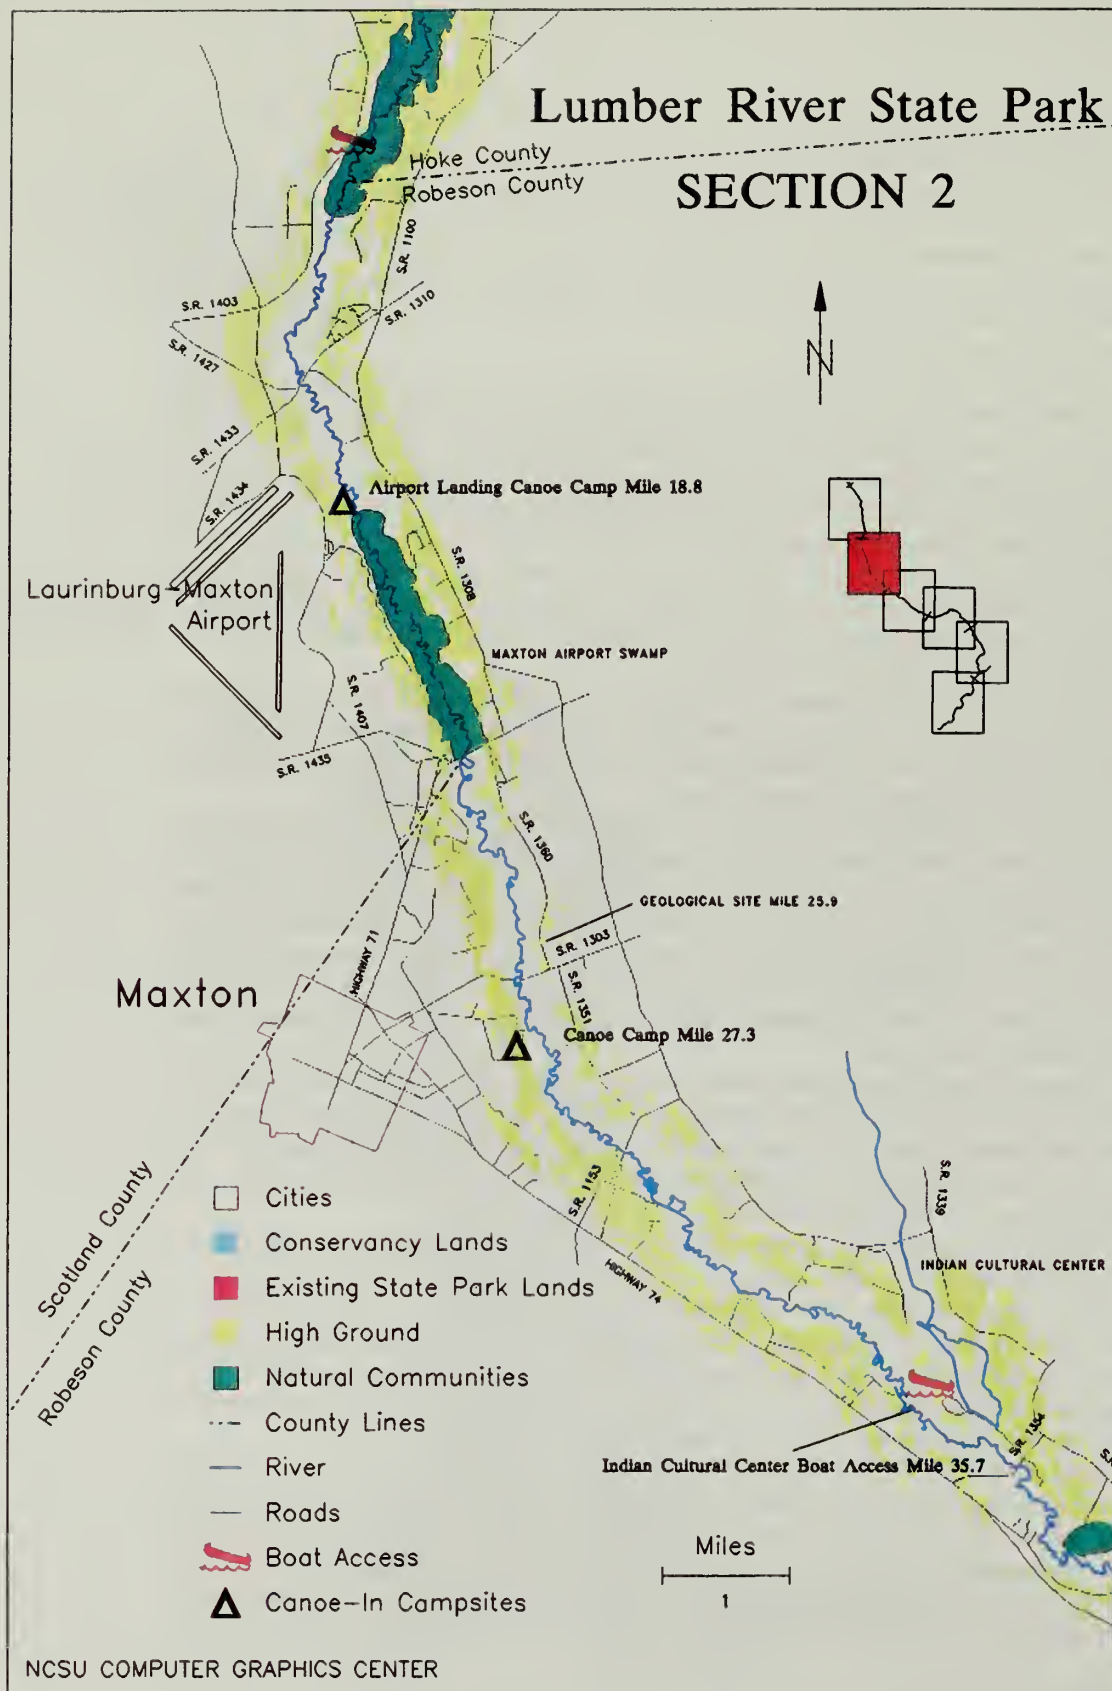 Lumber River State Park
Hoke County
Robeson County
SECTION 2
S.R. 1100
S.R. 1403
S.R. 1310
S.R. 1427
N
S.R. 1433
S.R. 1434
Airport Landing Canoe Camp Mile 18.8
Laurinburg-Maxton
Airport
S.R. 1308
MAXTON AIRPORT SWAMP
S.R. 1407
S.R. 1435
S.R. 1360
GEOLOGICAL SITE MILE 25.9
S.R. 1303
HIGHWAY 71
S.R. 1351
Maxton
Canoe Camp Mile 27.3
S.R. 1153
S.R. 1339
Scotland County
Robeson County
HIGHWAY 74
INDIAN CULTURAL CENTER
Cities
Conservancy Lands
Existing State Park Lands
High Ground
Natural Communities
County Lines
River
Roads
Boat Access
Canoe-In Campsites
S.R. 1354
S.R.
Indian Cultural Center Boat Access Mile 35.7
Miles
1
NCSU COMPUTER GRAPHICS CENTER